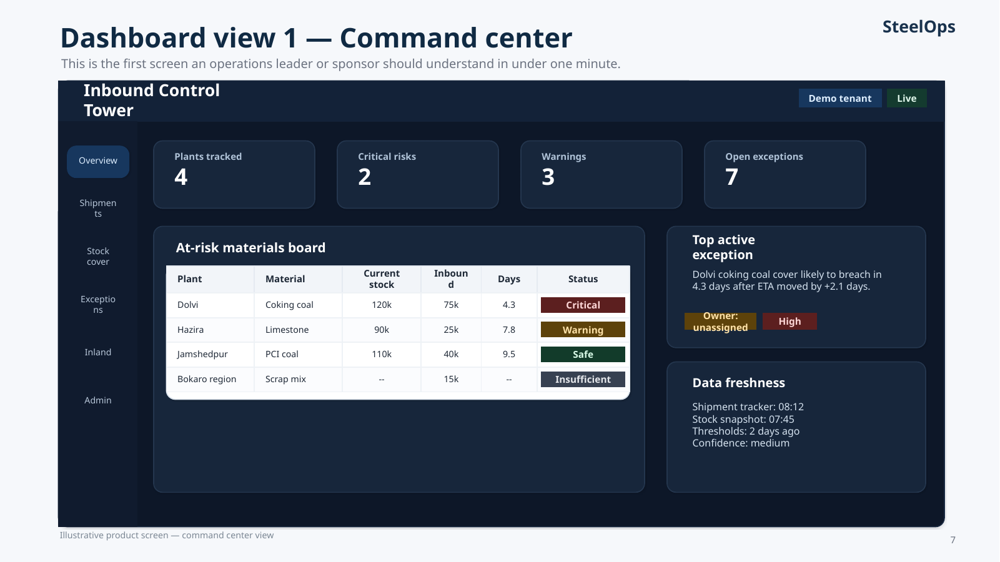 Dashboard view 1 — Command center
SteelOps
This is the first screen an operations leader or sponsor should understand in under one minute.
Inbound Control
Tower
Demo tenant
Live
Overview
Shipmen
ts
Stock
cover
Exceptio
ns
Inland
Admin
Plants tracked
4
Critical risks
2
Warnings
3
Open exceptions
7
At-risk materials board
Plant Material Current stock Inbound Days Status
Dolvi Coking coal 120k 75k 4.3 Critical
Hazira Limestone 90k 25k 7.8 Warning
Jamshedpur PCI coal 110k 40k 9.5 Safe
Bokaro region Scrap mix -- 15k -- Insufficient
Top active
exception
Dolvi coking coal cover likely to breach in
4.3 days after ETA moved by +2.1 days.
Owner:
unassigned
High
Data freshness
Shipment tracker: 08:12
Stock snapshot: 07:45
Thresholds: 2 days ago
Confidence: medium
Illustrative product screen — command center view
7